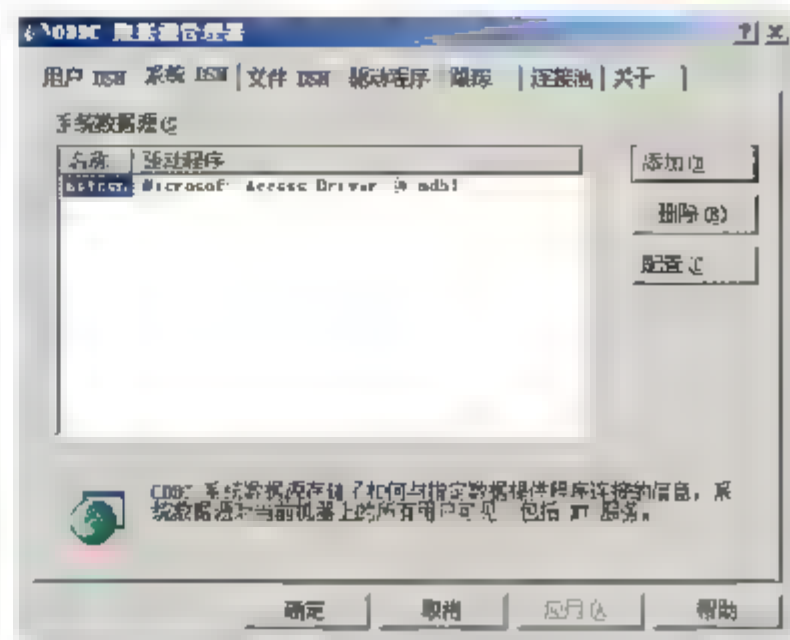 ODBC 数据源管理器
用户 DSN 系统 DSN 文件 DSN 驱动程序 跟踪 连接池 关于
系统数据源(S)
名称 驱动程序
Microsoft Access Driver (*.mdb)
添加(D)
删除(R)
配置(C)
ODBC 系统数据源存储了如何与指定数据提供程序连接的信息。系
统数据源对当前机器上的所有用户可见,包括 NT 服务。
确定 取消 应用(A) 帮助